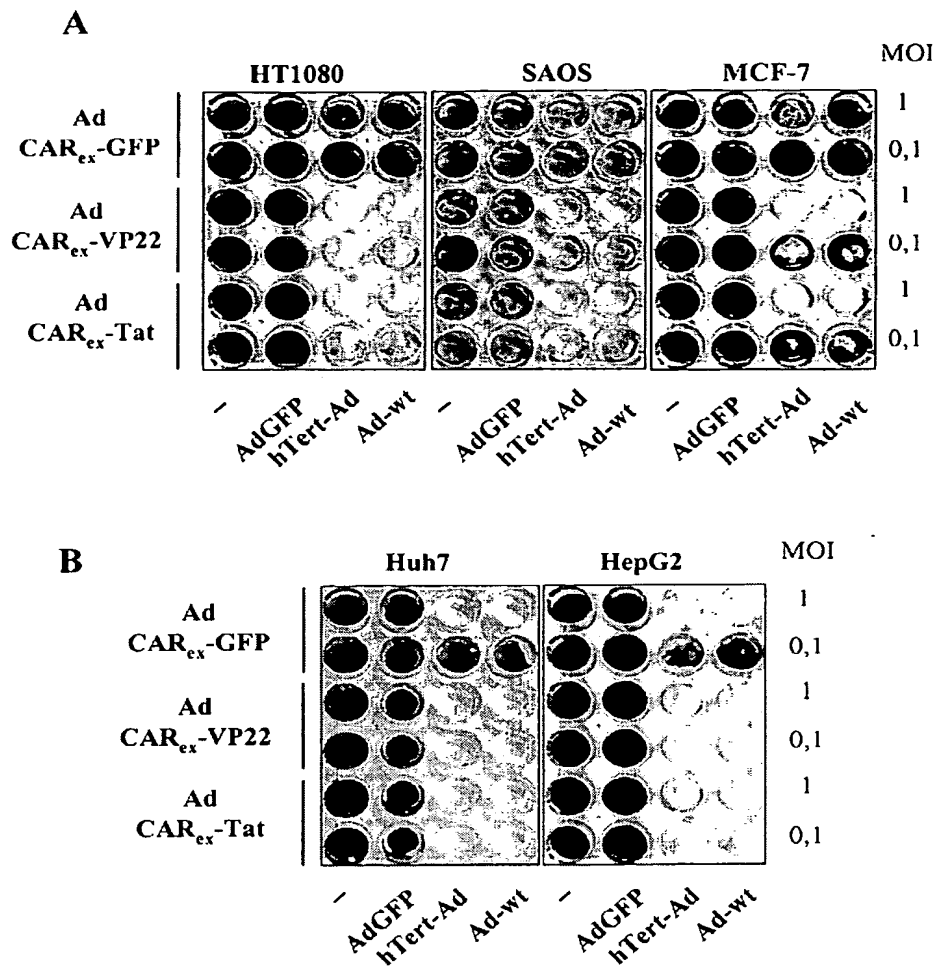 A
MOI
HT1080 SAOS MCF-7
Ad
CARex-GFP
1
0,1
Ad
CARex-VP22
1
0,1
Ad
CARex-Tat
1
0,1
– AdGFP hTert-Ad Ad-wt – AdGFP hTert-Ad Ad-wt – AdGFP hTert-Ad Ad-wt
B
MOI
Huh7 HepG2
Ad
CARex-GFP
1
0,1
Ad
CARex-VP22
1
0,1
Ad
CARex-Tat
1
0,1
– AdGFP hTert-Ad Ad-wt – AdGFP hTert-Ad Ad-wt